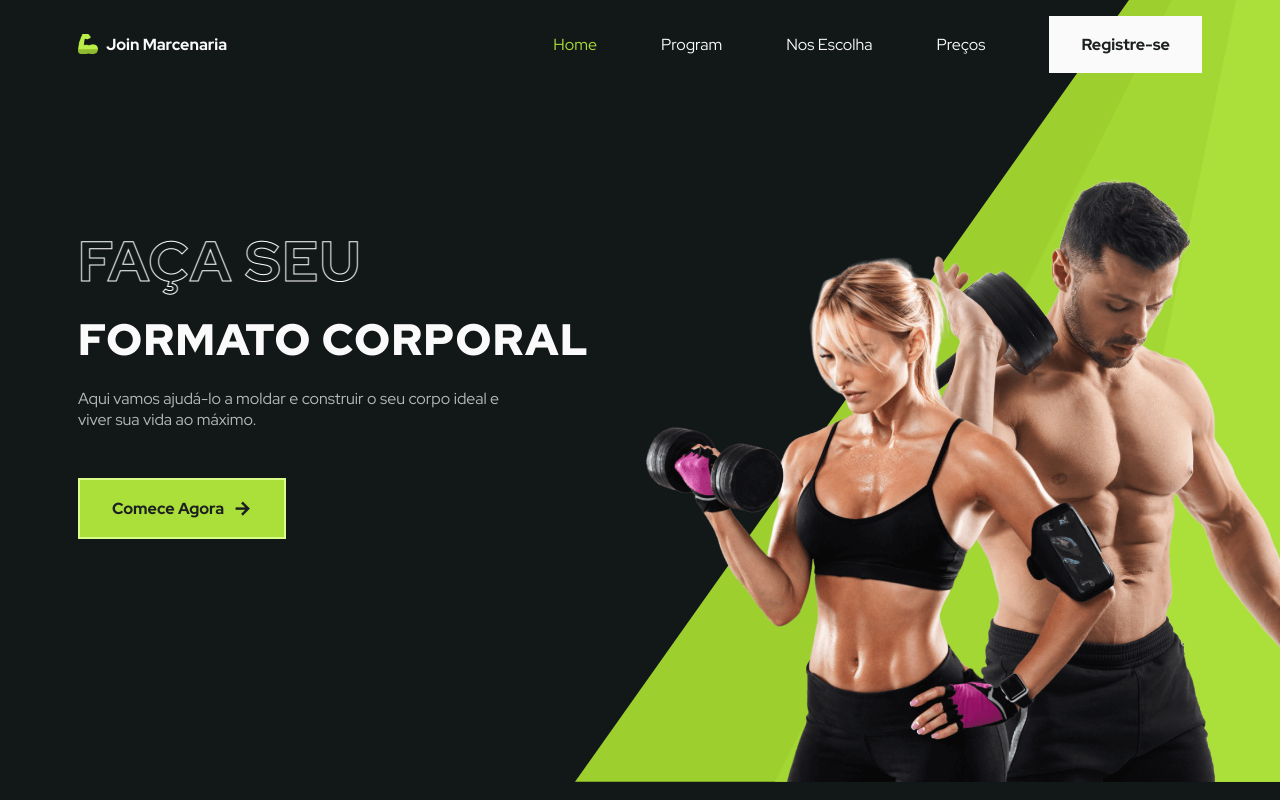 Join Marcenaria
Home
Program
Nos Escolha
Preços
Registre-se
FAÇA SEU
FORMATO CORPORAL
Aqui vamos ajudá-lo a moldar e construir o seu corpo ideal e
viver sua vida ao máximo.
Comece Agora